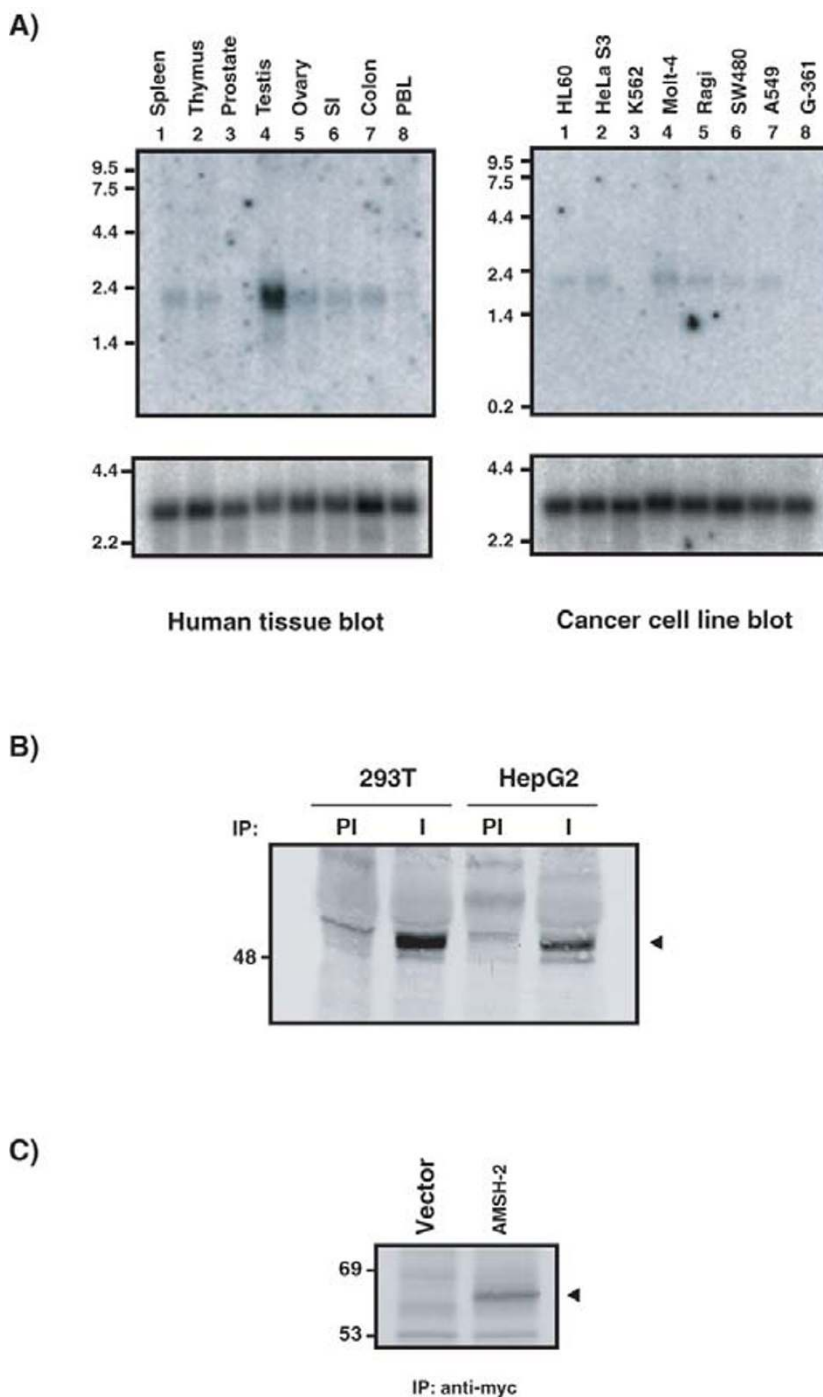 A)
Spleen Thymus Prostate Testis Ovary SI Colon PBL
1 2 3 4 5 6 7 8
9.5
7.5
4.4
2.4
1.4
4.4
2.2
Human tissue blot
HL60 HeLa S3 K562 Molt-4 Ragi SW480 A549 G-361
1 2 3 4 5 6 7 8
9.5
7.5
4.4
2.4
1.4
0.2
4.4
2.2
Cancer cell line blot
B)
293T HepG2
IP: PI I PI I
48
C)
Vector AMSH-2
69
53
IP: anti-myc